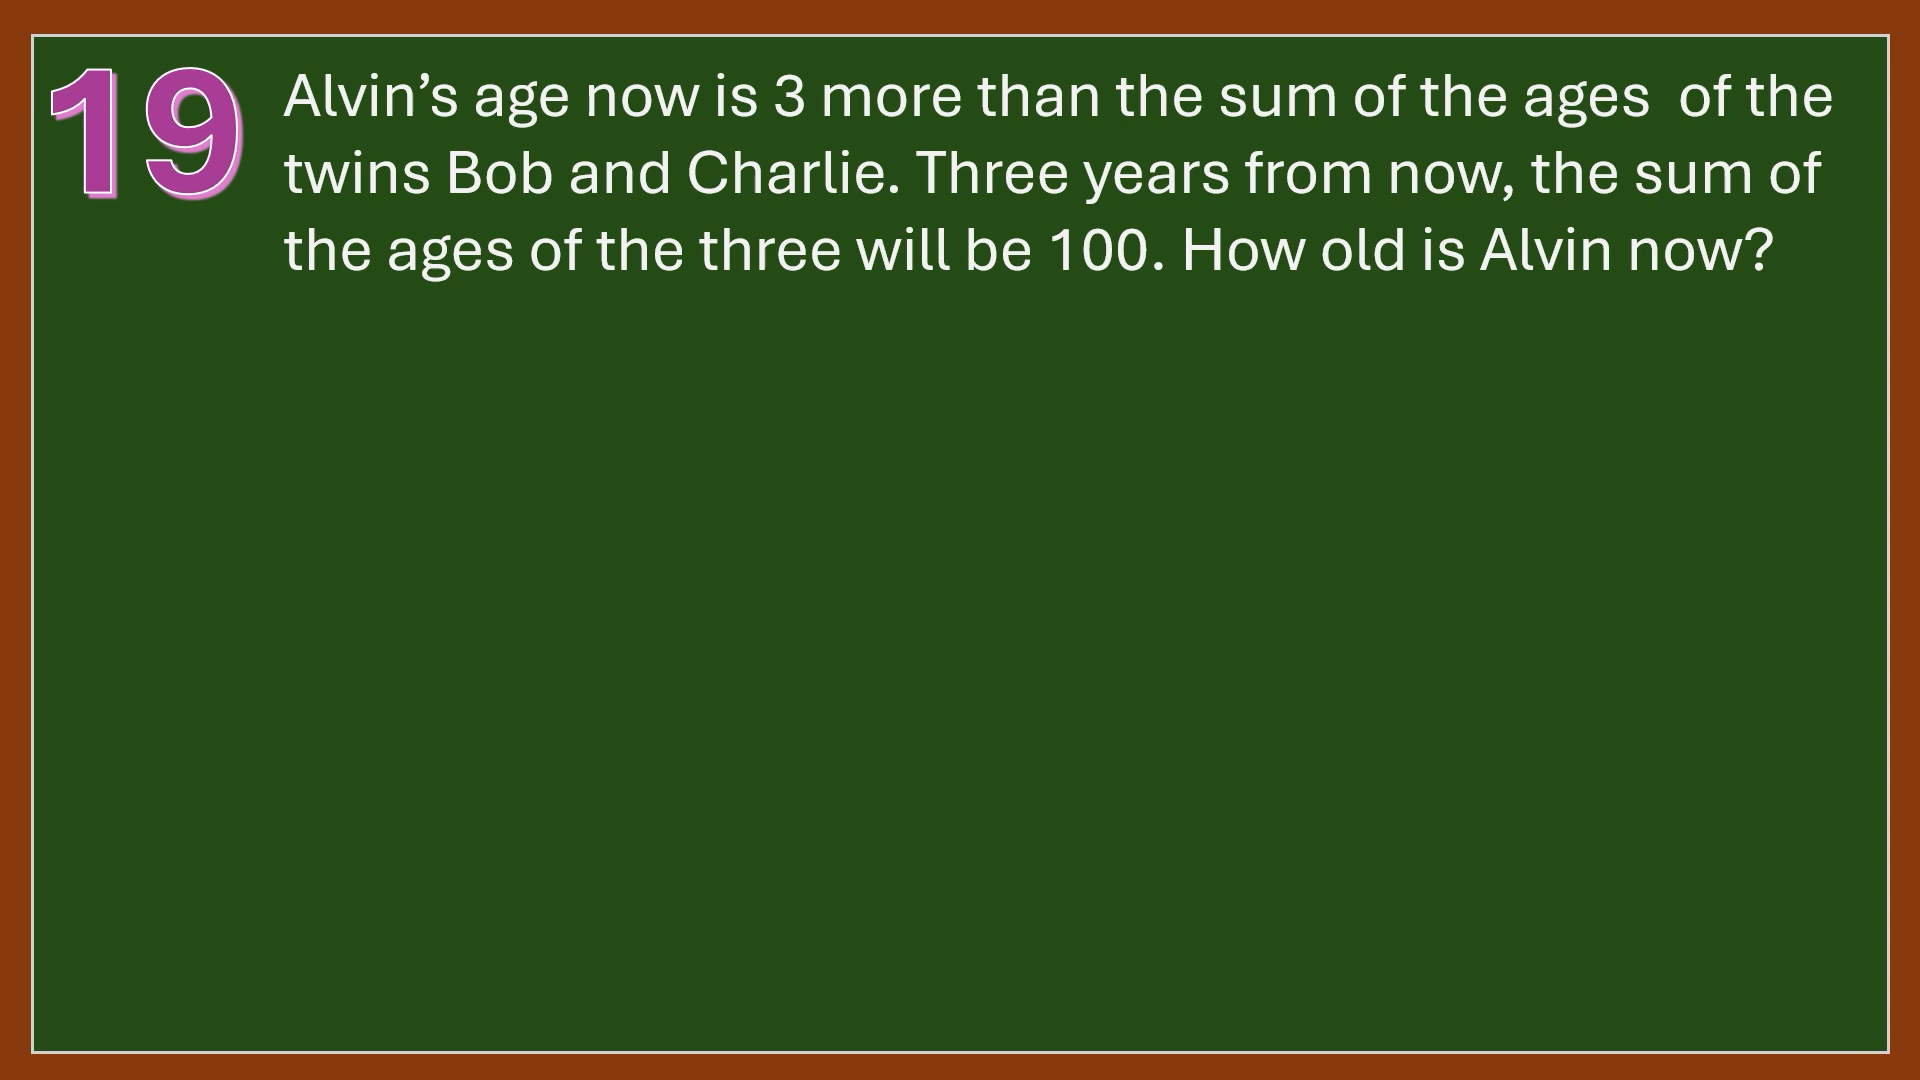 19
Alvin’s age now is 3 more than the sum of the ages  of the
twins Bob and Charlie. Three years from now, the sum of
the ages of the three will be 100. How old is Alvin now?